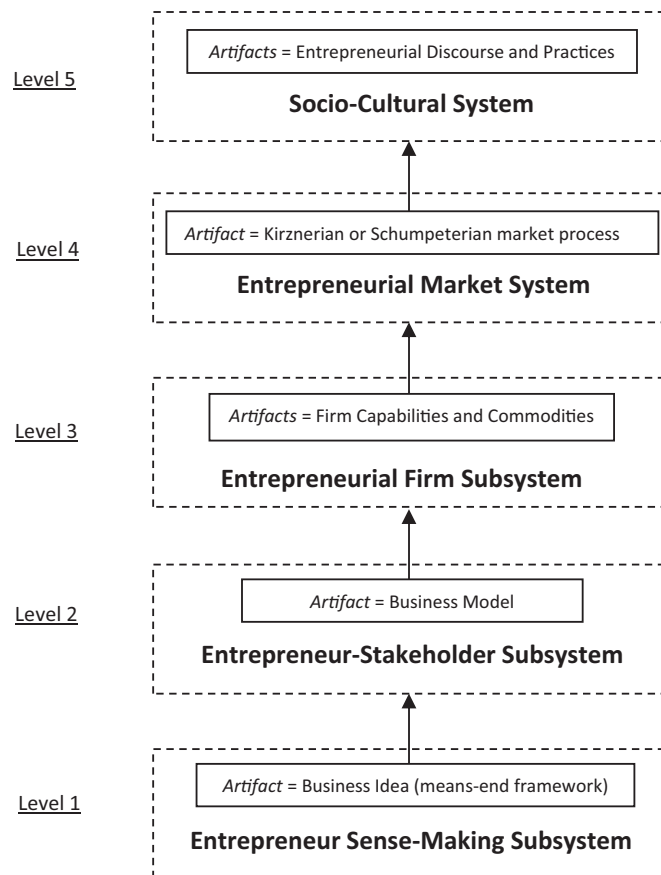 Level 5
Artifacts = Entrepreneurial Discourse and Practices
Socio-Cultural System
Level 4
Artifact = Kirznerian or Schumpeterian market process
Entrepreneurial Market System
Level 3
Artifacts = Firm Capabilities and Commodities
Entrepreneurial Firm Subsystem
Level 2
Artifact = Business Model
Entrepreneur-Stakeholder Subsystem
Level 1
Artifact = Business Idea (means-end framework)
Entrepreneur Sense-Making Subsystem